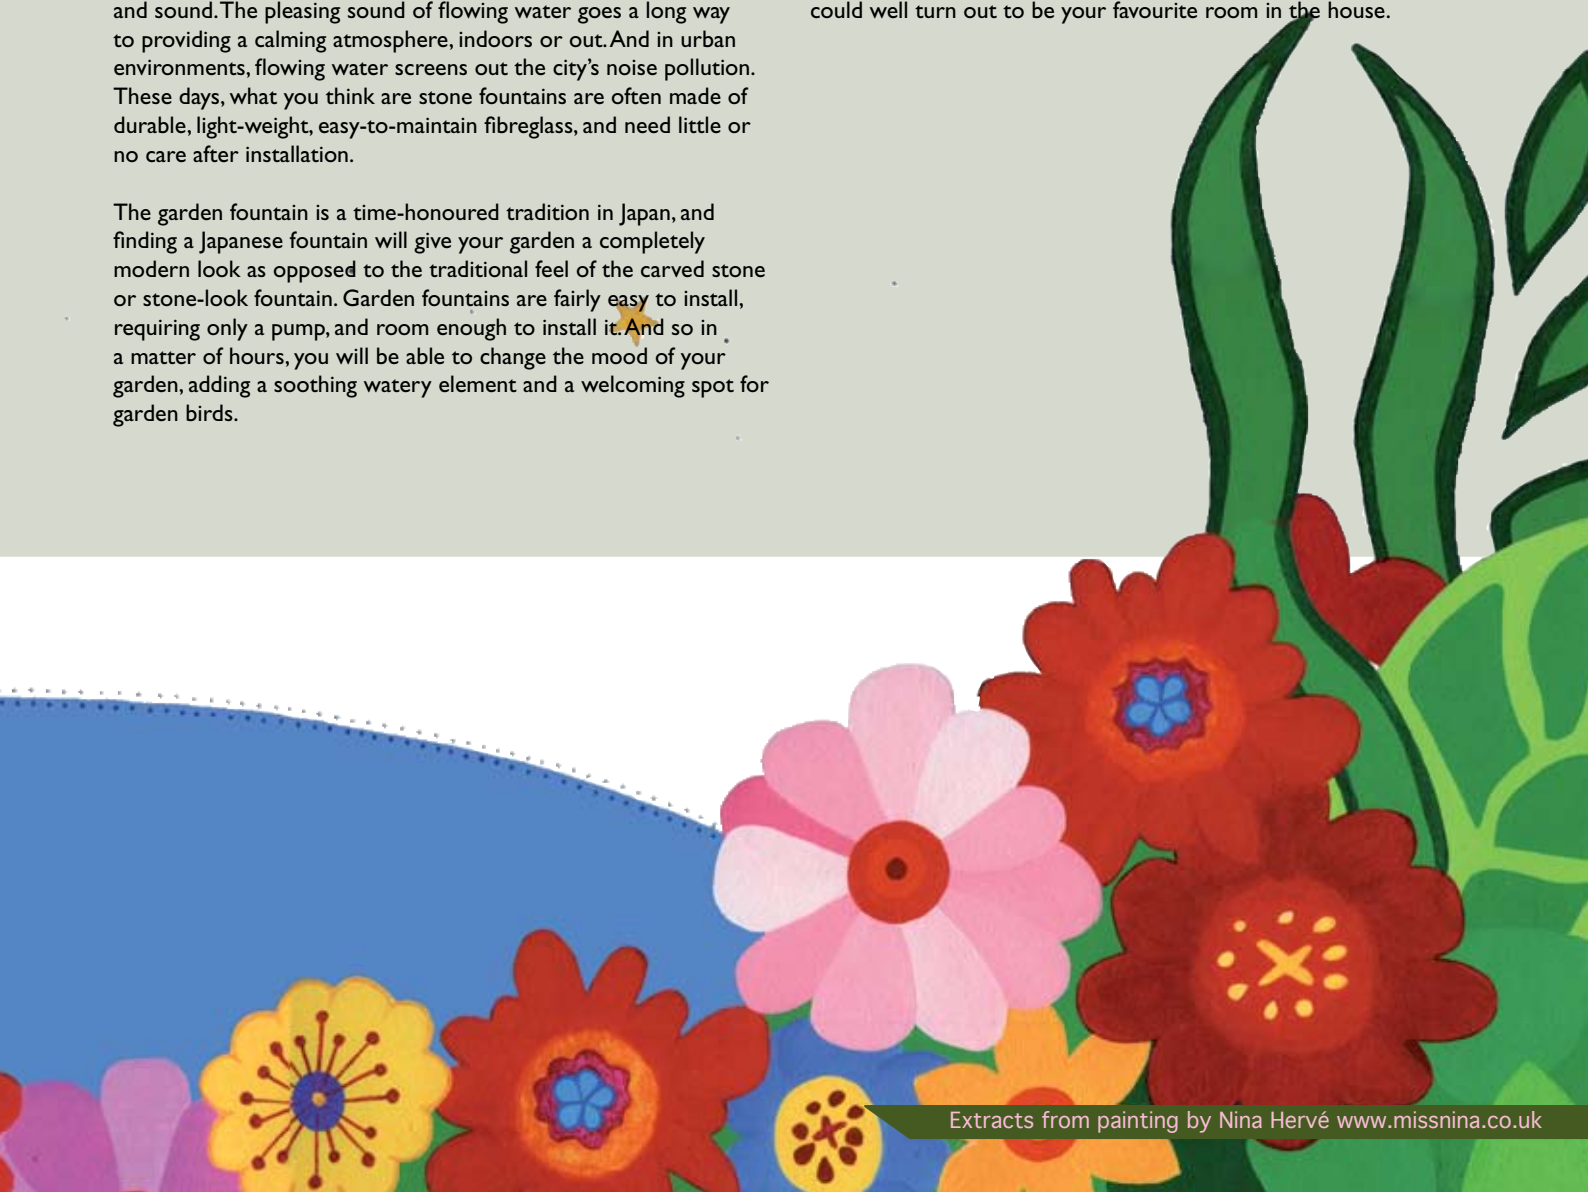 and sound. The pleasing sound of flowing water goes a long way
to providing a calming atmosphere, indoors or out. And in urban
environments, flowing water screens out the city's noise pollution.
These days, what you think are stone fountains are often made of
durable, light-weight, easy-to-maintain fibreglass, and need little or
no care after installation.
The garden fountain is a time-honoured tradition in Japan, and
finding a Japanese fountain will give your garden a completely
modern look as opposed to the traditional feel of the carved stone
or stone-look fountain. Garden fountains are fairly easy to install,
requiring only a pump, and room enough to install it. And so in
a matter of hours, you will be able to change the mood of your
garden, adding a soothing watery element and a welcoming spot for
garden birds.
could well turn out to be your favourite room in the house.
Extracts from painting by Nina Hervé www.missnina.co.uk